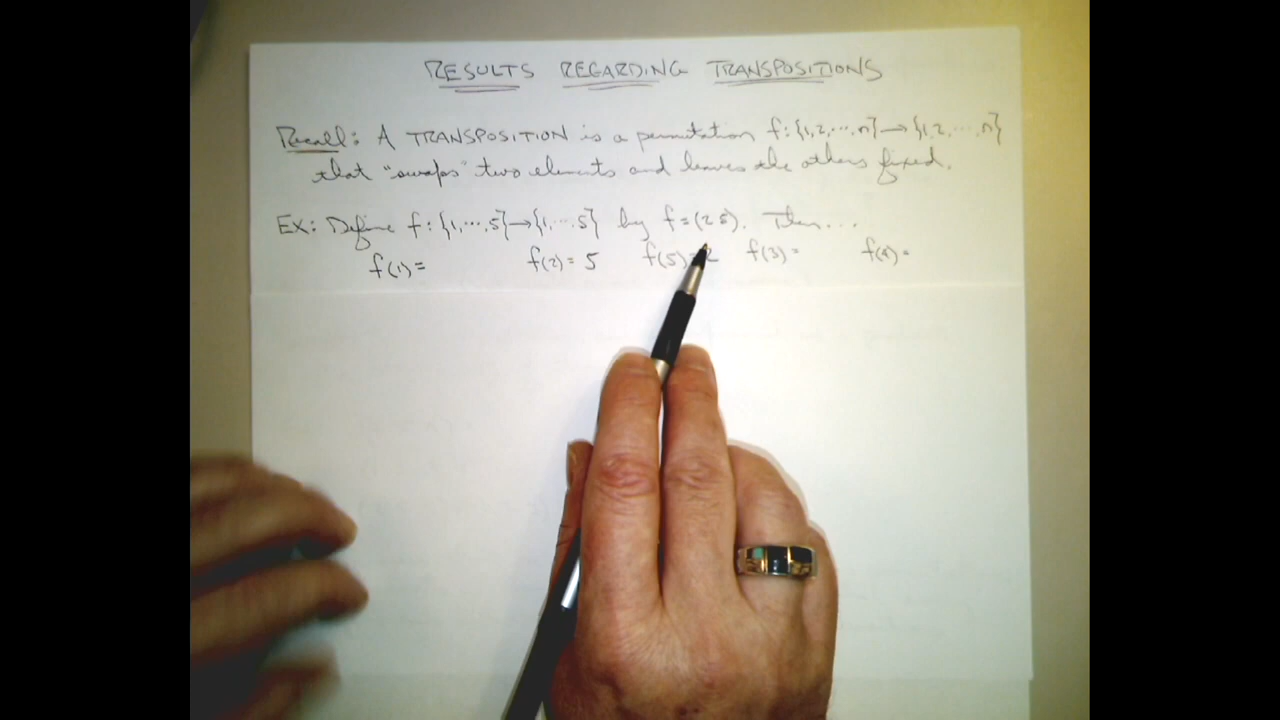 RESULTS REGARDING TRANSPOSITIONS
Recall: A TRANSPOSITION is a permutation f: {1,2,⋯,n}→{1,2,⋯,n}
that "swaps" two elements and leaves the others fixed.
EX: Define f: {1,⋯,5}→{1,⋯,5} by f=(2 5). Then...
f(1)= f(2)= 5 f(5)=2 f(3)= f(4)=